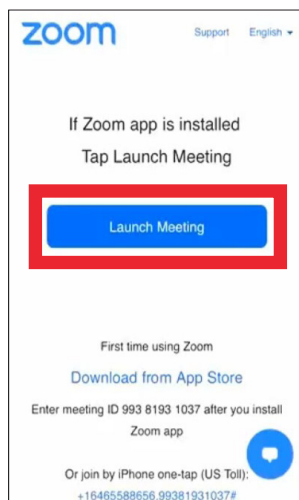 zoom
Support English
If Zoom app is installed
Tap Launch Meeting
Launch Meeting
First time using Zoom
Download from App Store
Enter meeting ID 993 8193 1037 after you install
Zoom app
Or join by iPhone one-tap (US Toll):
+16465588656,99381931037#